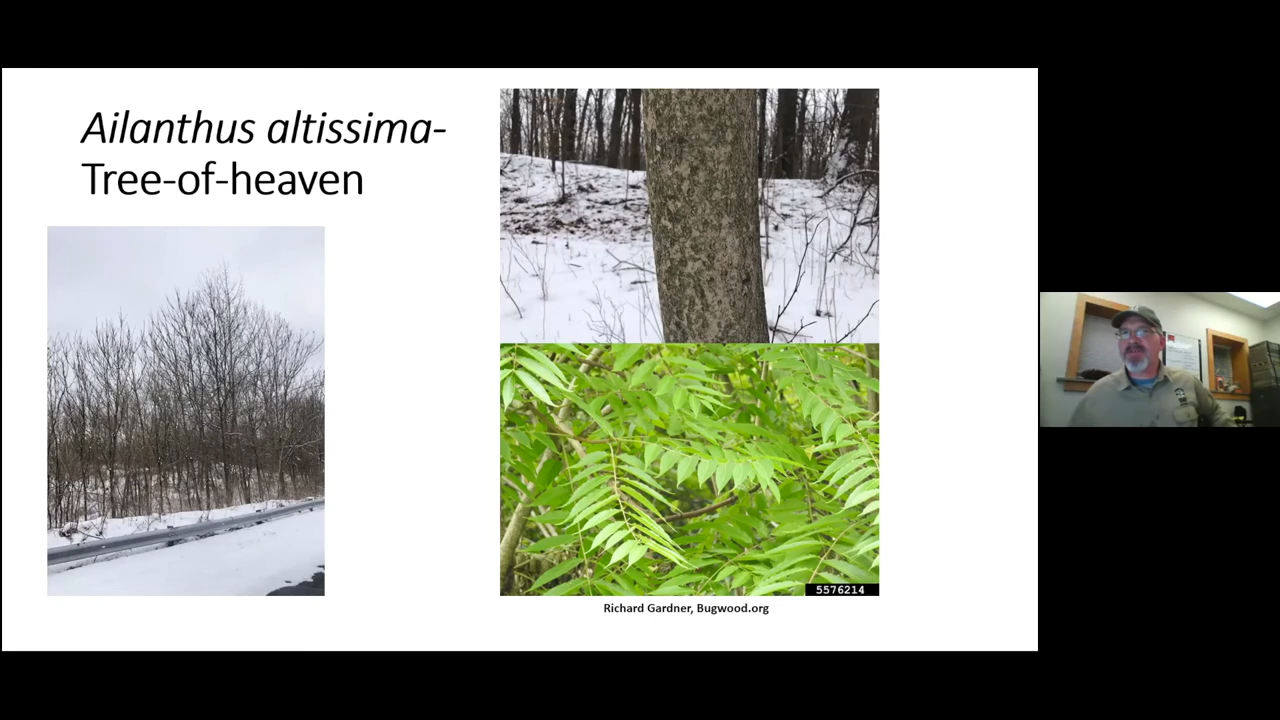 Ailanthus altissima-
Tree-of-heaven
5576214
Richard Gardner, Bugwood.org